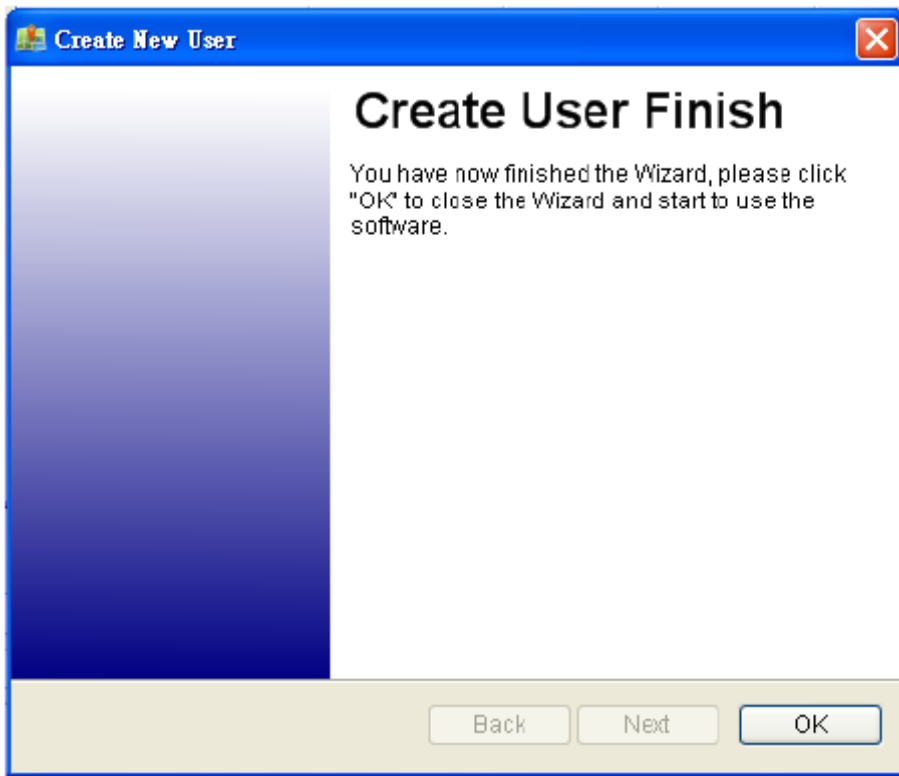 Create New User
Create User Finish
You have now finished the Wizard, please click
"OK" to close the Wizard and start to use the
software.
Back
Next
OK